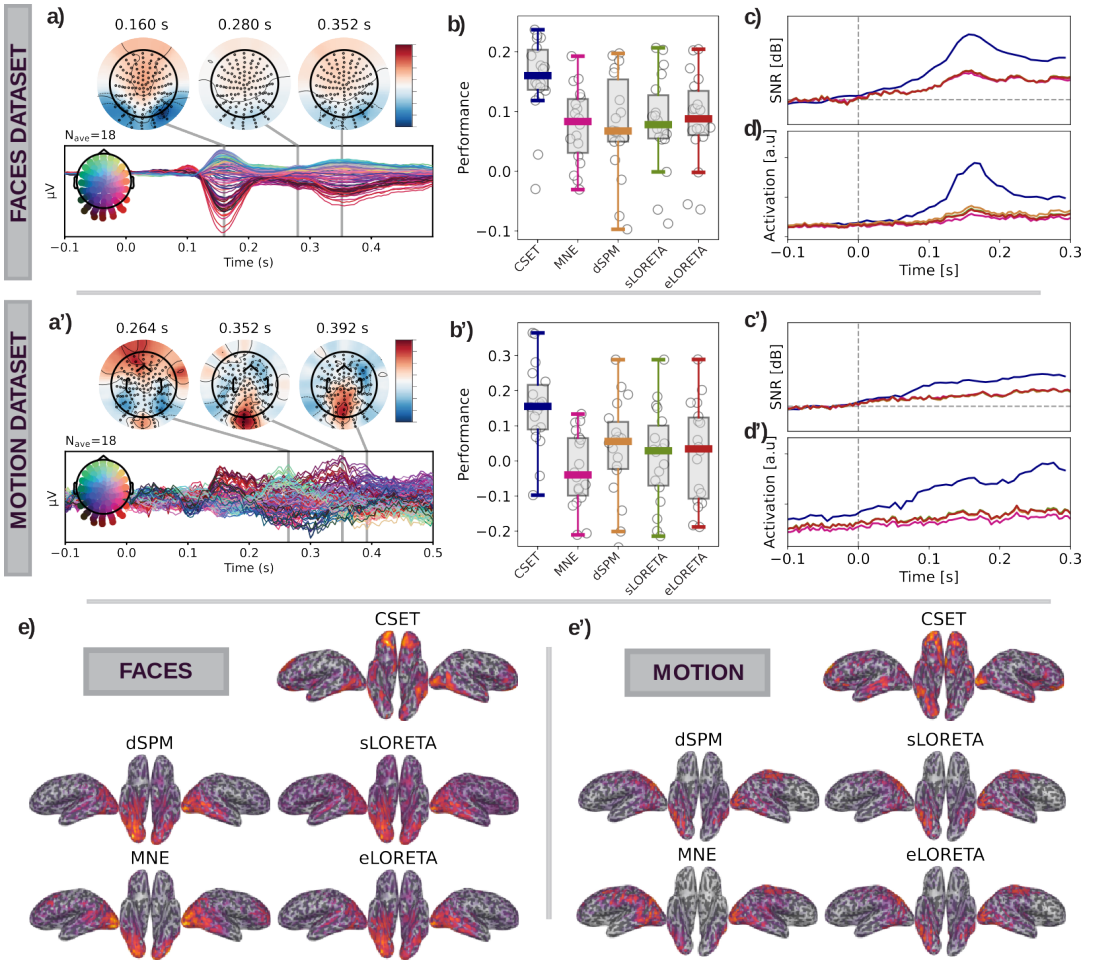 FACES DATASET
a)
0.160 s
0.280 s
0.352 s
Nave=18
µV
−0.1
0.0
0.1
0.2
0.3
0.4
Time (s)
b)
Performance
0.2
0.1
0.0
−0.1
CSET
MNE
dSPM
sLORETA
eLORETA
c)
SNR [dB]
d)
Activation [a.u
−0.1
0.0
0.1
0.2
0.3
Time [s]
MOTION DATASET
a')
0.264 s
0.352 s
0.392 s
Nave=18
µV
−0.1
0.0
0.1
0.2
0.3
0.4
0.5
Time (s)
b')
Performance
0.3
0.2
0.1
0.0
−0.1
−0.2
CSET
MNE
dSPM
sLORETA
eLORETA
c')
SNR [dB]
d')
Activation [a.u
−0.1
0.0
0.1
0.2
0.3
Time [s]
e)
FACES
CSET
dSPM
sLORETA
MNE
eLORETA
e')
MOTION
CSET
dSPM
sLORETA
MNE
eLORETA